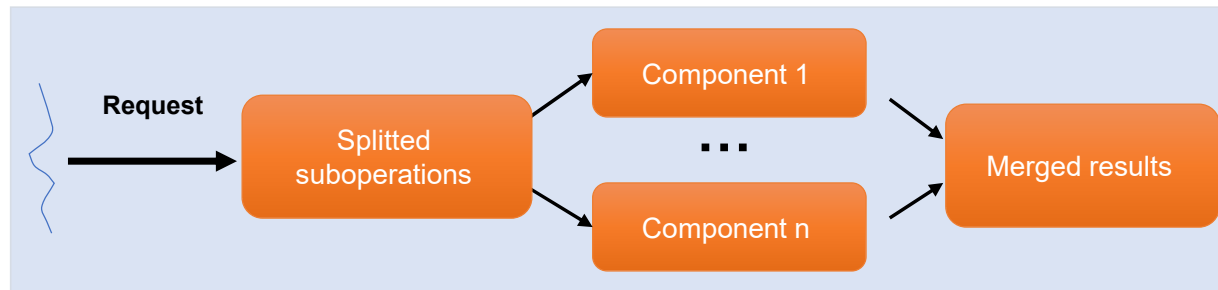 Request
Splitted
suboperations
Component 1
...
Component n
Merged results